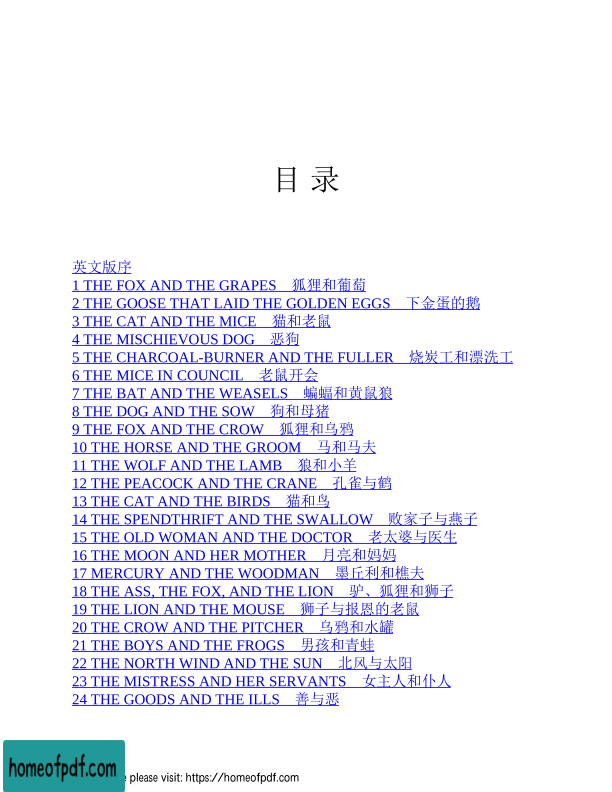 目录
英文版序
1 THE FOX AND THE GRAPES 狐狸和葡萄
2 THE GOOSE THAT LAID THE GOLDEN EGGS 下金蛋的鹅
3 THE CAT AND THE MICE 猫和老鼠
4 THE MISCHIEVOUS DOG 恶狗
5 THE CHARCOAL-BURNER AND THE FULLER 烧炭工和漂洗工
6 THE MICE IN COUNCIL 老鼠开会
7 THE BAT AND THE WEASELS 蝙蝠和黄鼠狼
8 THE DOG AND THE SOW 狗和母猪
9 THE FOX AND THE CROW 狐狸和乌鸦
10 THE HORSE AND THE GROOM 马和马夫
11 THE WOLF AND THE LAMB 狼和小羊
12 THE PEACOCK AND THE CRANE 孔雀与鹤
13 THE CAT AND THE BIRDS 猫和鸟
14 THE SPENDTHRIFT AND THE SWALLOW 败家子与燕子
15 THE OLD WOMAN AND THE DOCTOR 老太婆与医生
16 THE MOON AND HER MOTHER 月亮和妈妈
17 MERCURY AND THE WOODMAN 墨丘利和樵夫
18 THE ASS, THE FOX, AND THE LION 驴、狐狸和狮子
19 THE LION AND THE MOUSE 狮子与报恩的老鼠
20 THE CROW AND THE PITCHER 乌鸦和水罐
21 THE BOYS AND THE FROGS 男孩和青蛙
22 THE NORTH WIND AND THE SUN 北风与太阳
23 THE MISTRESS AND HER SERVANTS 女主人和仆人
24 THE GOODS AND THE ILLS 善与恶
homeofpdf.com
please visit: https://homeofpdf.com